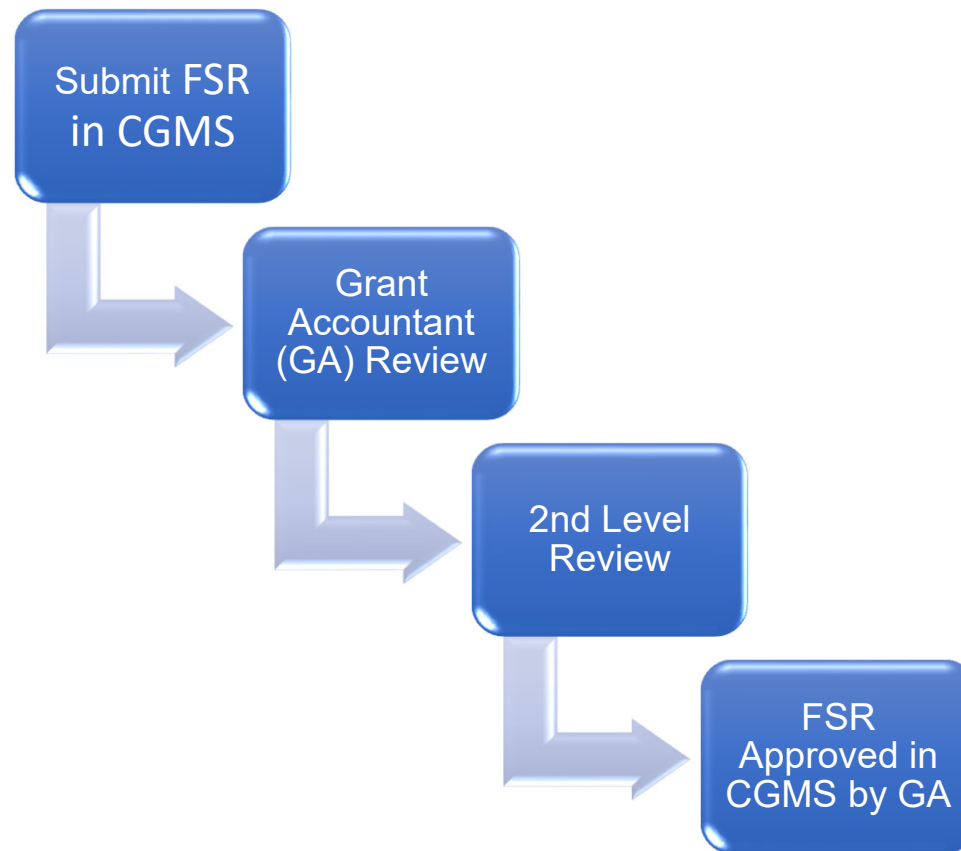 Submit FSR
in CGMS
Grant
Accountant
(GA) Review
2nd Level
Review
FSR
Approved in
CGMS by GA